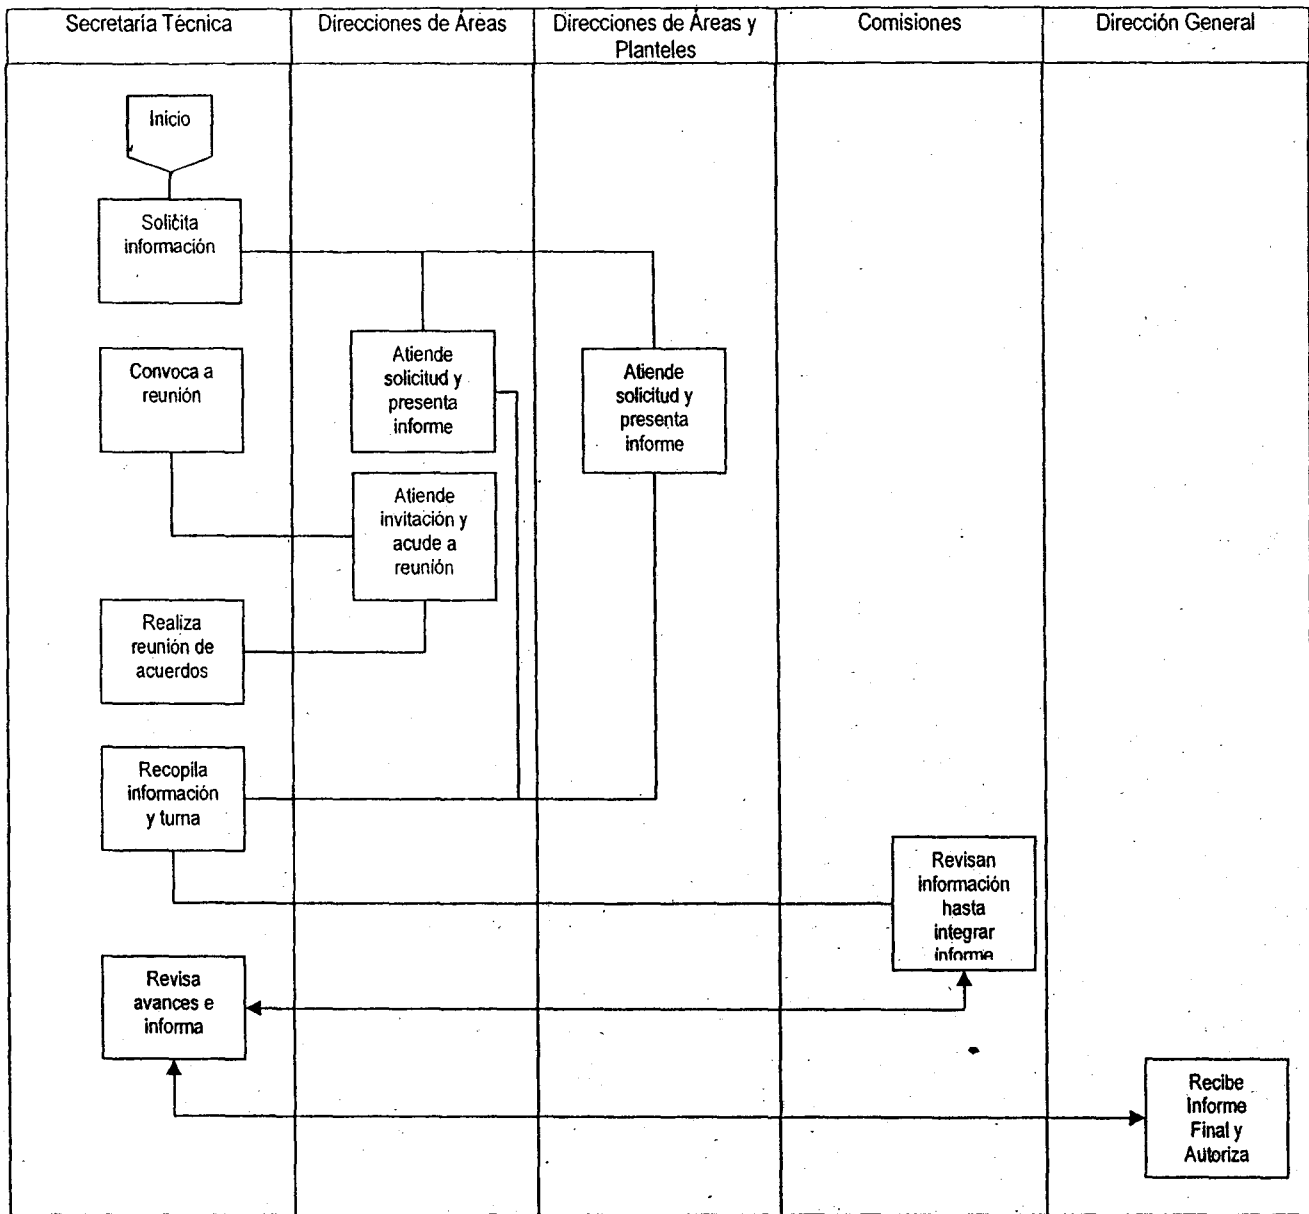 Secretaría Técnica
Direcciones de Áreas
Direcciones de Áreas y
Planteles
Comisiones
Dirección General
Inicio
Solicita
información
Convoca a
reunión
Atiende
solicitud y
presenta
informe
Atiende
solicitud y
presenta
informe
Atiende
invitación y
acude a
reunión
Realiza
reunión de
acuerdos
Recopila
información
y turna
Revisan
información
hasta
integrar
informe
Revisa
avances e
informa
Recibe
Informe
Final y
Autoriza